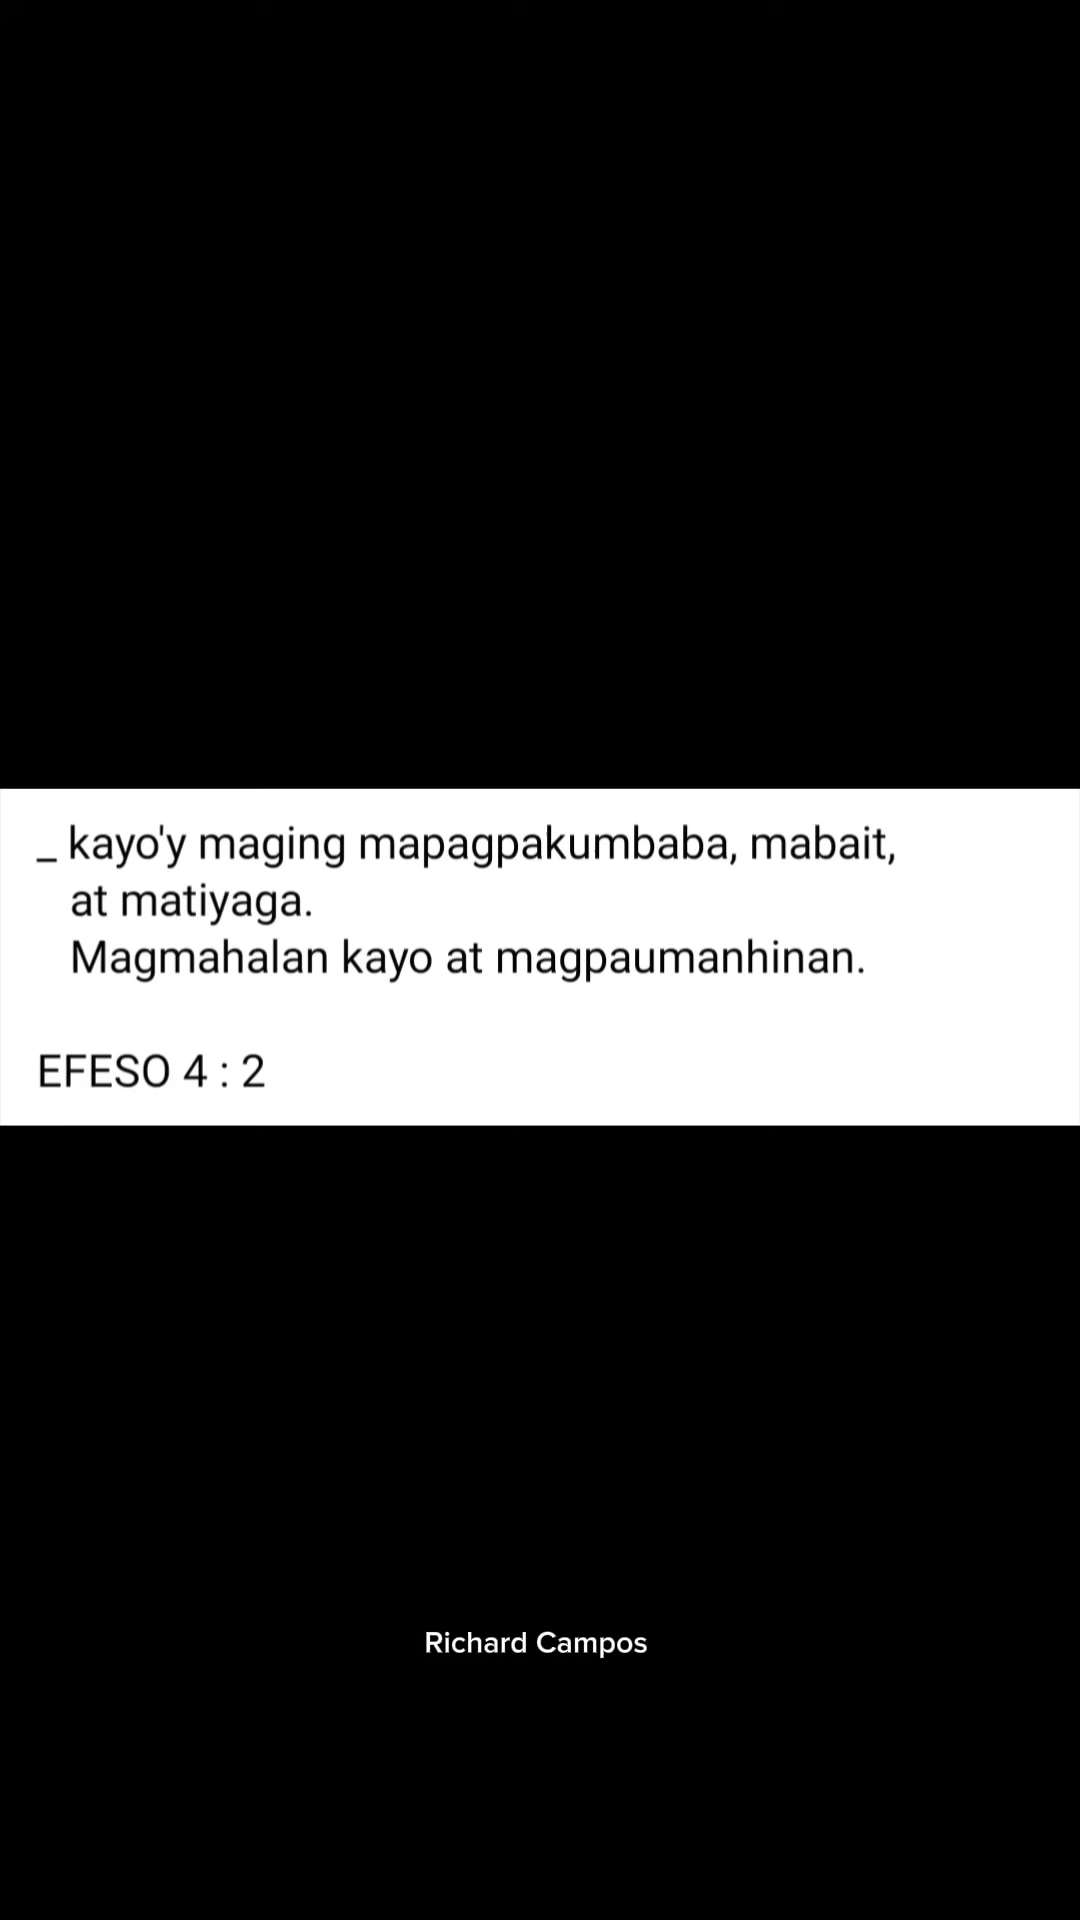 _ kayo'y maging mapagpakumbaba, mabait,
at matiyaga.
Magmahalan kayo at magpaumanhinan.
EFESO 4 : 2
Richard Campos